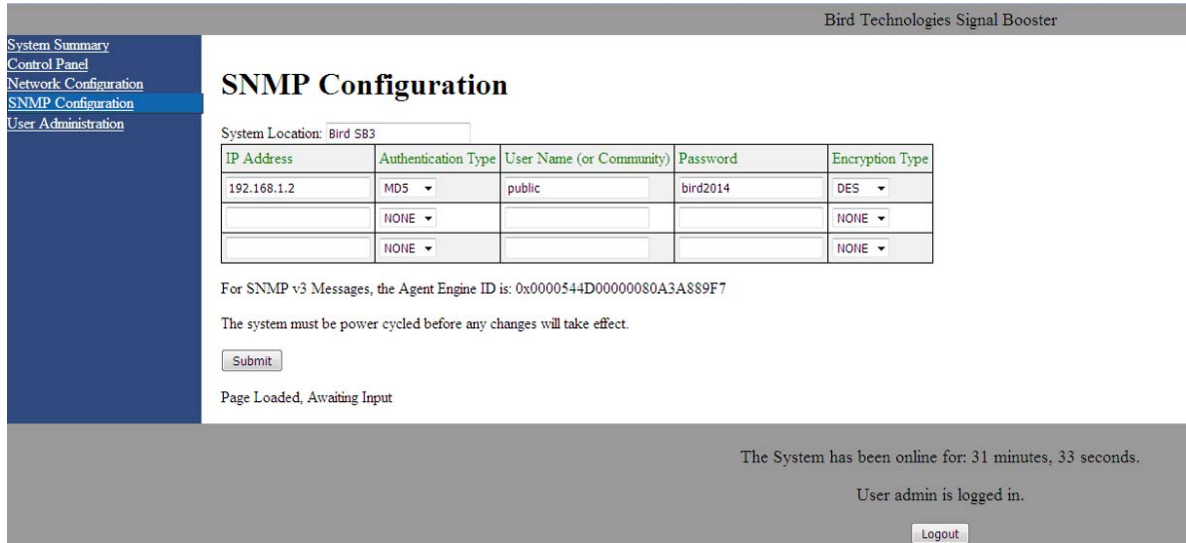 Bird Technologies Signal Booster
System Summary
Control Panel
Network Configuration
SNMP Configuration
User Administration
SNMP Configuration
System Location: Bird SB3
IP Address Authentication Type User Name (or Community) Password Encryption Type
192.168.1.2 MD5 public bird2014 DES
NONE NONE
NONE NONE
For SNMP v3 Messages, the Agent Engine ID is: 0x0000544D00000080A3A889F7
The system must be power cycled before any changes will take effect.
Submit
Page Loaded, Awaiting Input
The System has been online for: 31 minutes, 33 seconds.
User admin is logged in.
Logout